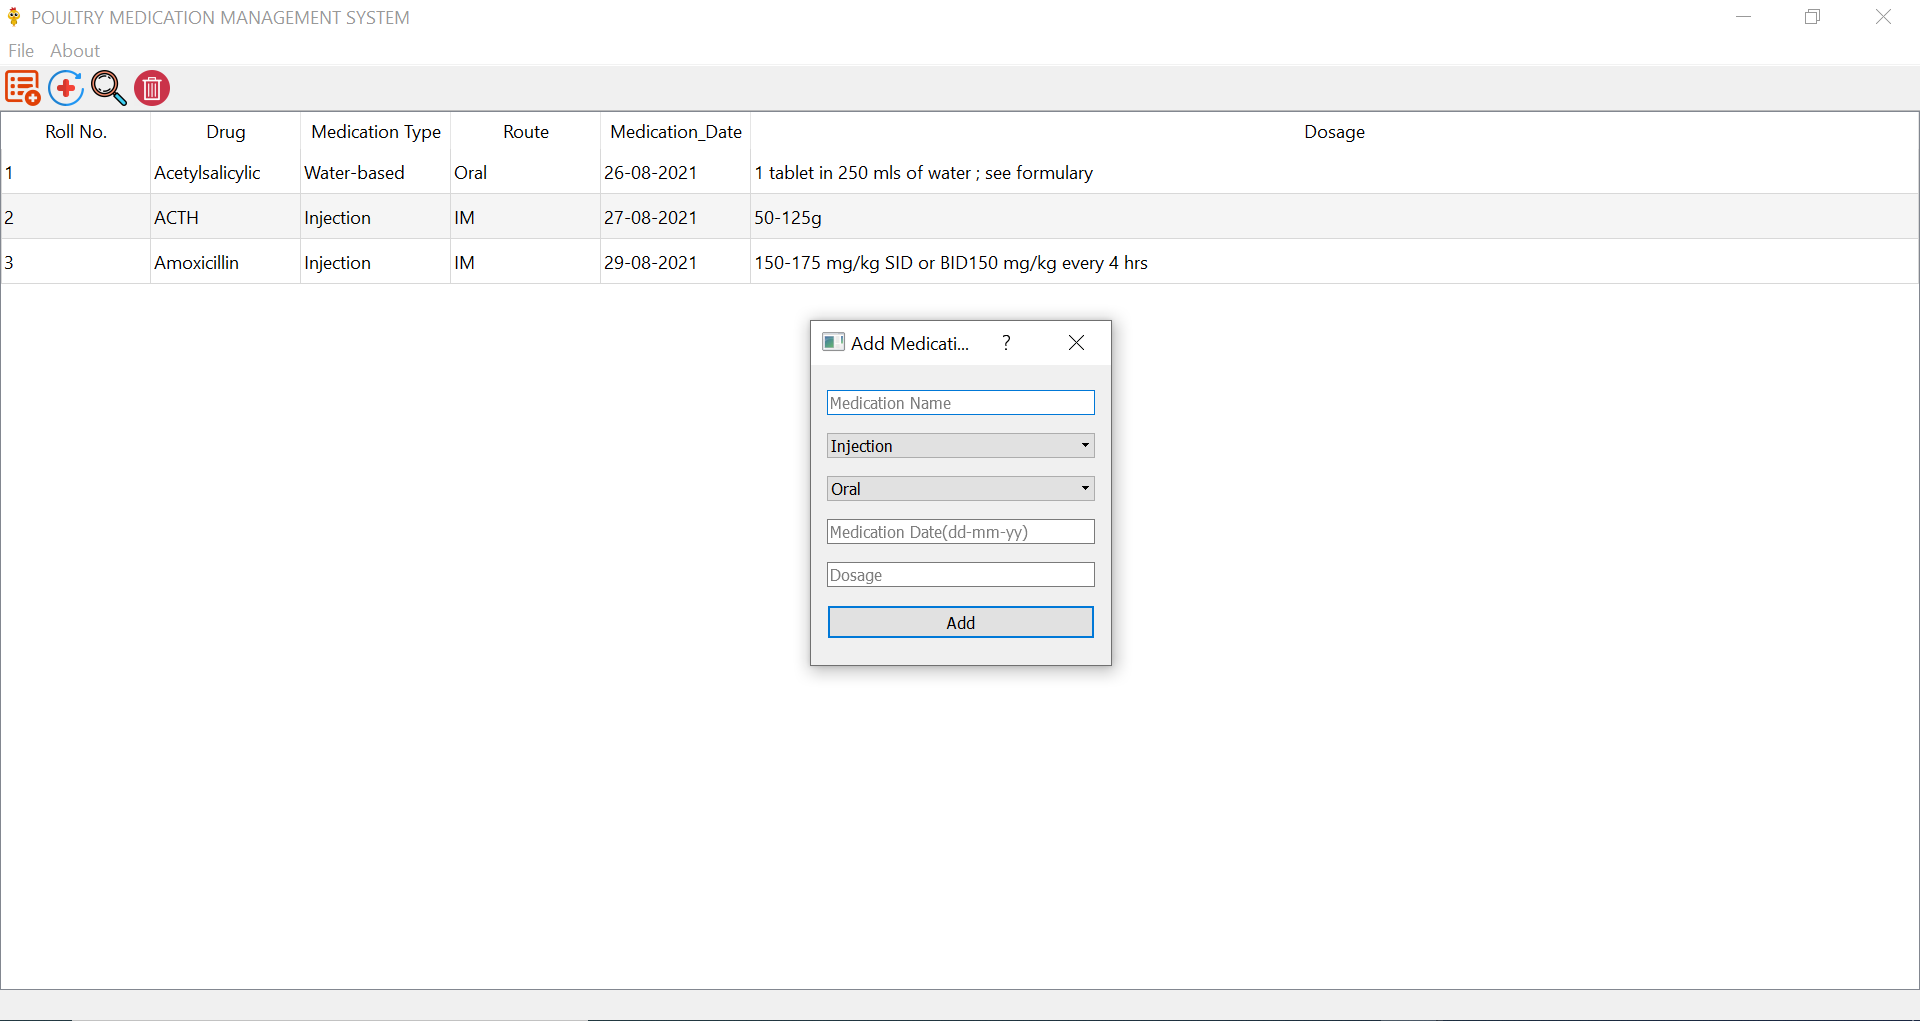 POULTRY MEDICATION MANAGEMENT SYSTEM
File About
Roll No. Drug Medication Type Route Medication_Date Dosage
1 Acetylsalicylic Water-based Oral 26-08-2021 1 tablet in 250 mls of water ; see formulary
2 ACTH Injection IM 27-08-2021 50-125g
3 Amoxicillin Injection IM 29-08-2021 150-175 mg/kg SID or BID150 mg/kg every 4 hrs
Add Medicati... ?
Medication Name
Injection
Oral
Medication Date(dd-mm-yy)
Dosage
Add